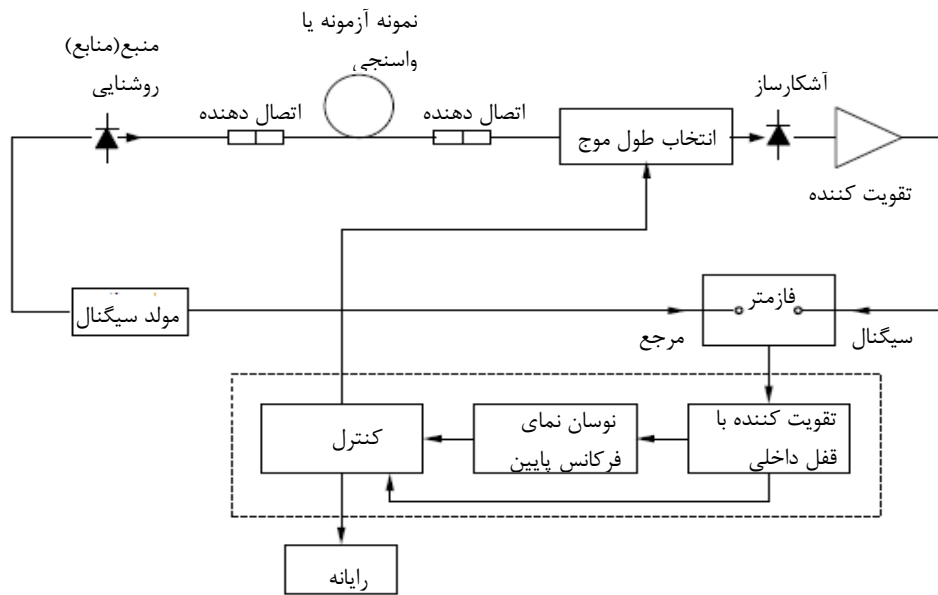 نمونه آزمونه یا
واسنجی
منبع(منابع)
روشنایی
آشکارساز
اتصال دهنده
اتصال دهنده
انتخاب طول موج
تقویت کننده
فازمتر
مولد سیگنال
سیگنال
مرجع
تقویت کننده با
قفل داخلی
نوسان نمای
فرکانس پایین
کنترل
رایانه